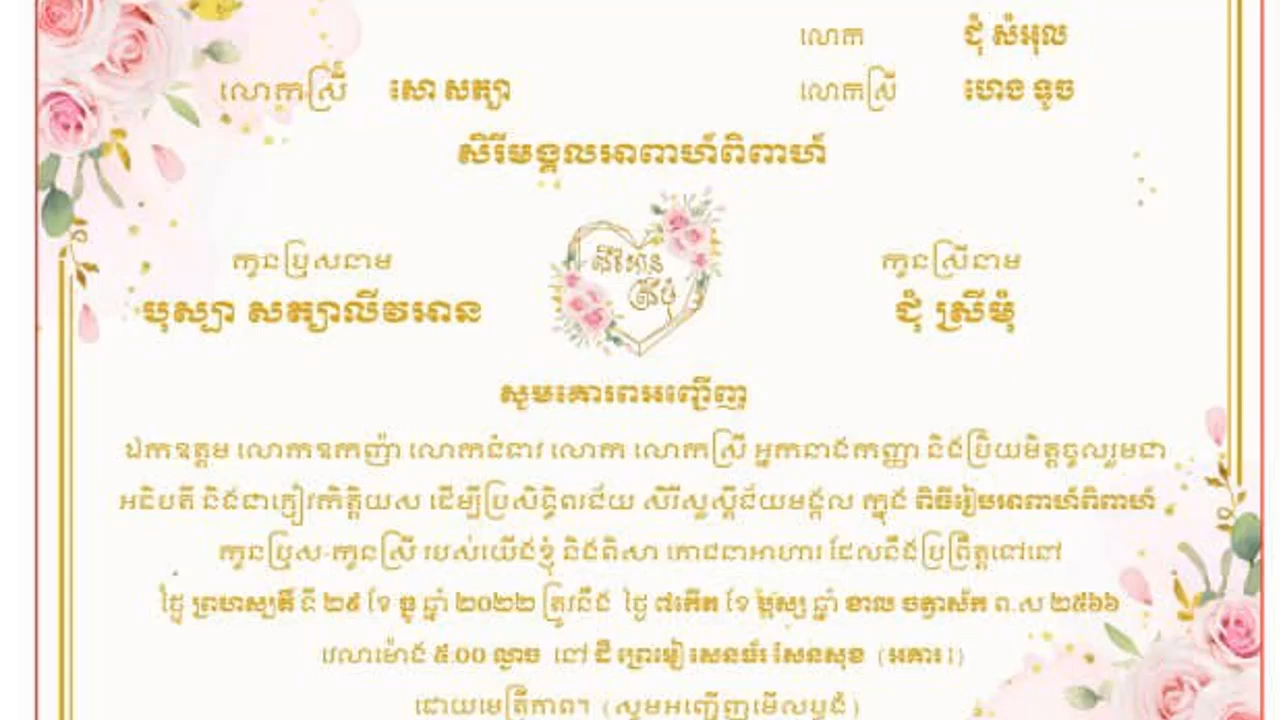 លោក ជុំ សំអុល
លោកស្រី សោ សត្យា លោកស្រី ហេង ទូច
សិរីមង្គលអាពាហ៍ពិពាហ៍
កូនប្រុសនាម កូនស្រីនាម
បុស្បា សត្យាលីវអាន ជុំ ស្រីមុំ
សូមគោរពអញ្ជើញ
ឯកឧត្តម លោកឧកញ៉ា លោកជំទាវ លោក លោកស្រី អ្នកនាងកញ្ញា និងប្រិយមិត្តចូលរួមជា
អធិបតី និងជាភ្ញៀវកិត្តិយស ដើម្បីប្រសិទ្ធិពរជ័យ សិរីសួស្តីជ័យមង្គល ក្នុង ពិធីរៀបអាពាហ៍ពិពាហ៍
កូនប្រុស-កូនស្រី របស់យើងខ្ញុំ និងពិសា ភោជនាអាហារ ដែលនឹងប្រព្រឹត្តទៅនៅ
ថ្ងៃ ព្រហស្បតិ៍ ទី ២៩ ខែ ធ្នូ ឆ្នាំ ២០២២ ត្រូវនឹង ថ្ងៃ ៧កើត ខែ បុស្ស ឆ្នាំ ខាល ចត្វាស័ក ព.ស ២៥៦៦
វេលាម៉ោង ៥.00 ល្ងាច នៅ ឌី ព្រេមៀ សេនធ័រ សែនសុខ (អគារ I)
ដោយមេត្រីភាព។ (សូមអញ្ជើញមើលប្លង់)